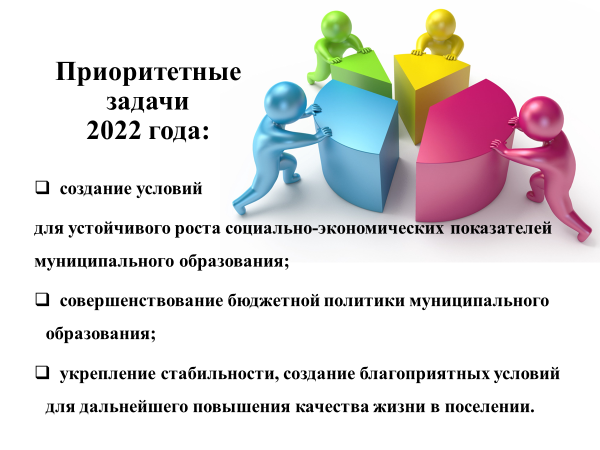 Приоритетные
задачи
2022 года:
❑ создание условий
для устойчивого роста социально-экономических показателей
муниципального образования;
❑ совершенствование бюджетной политики муниципального
образования;
❑ укрепление стабильности, создание благоприятных условий
для дальнейшего повышения качества жизни в поселении.